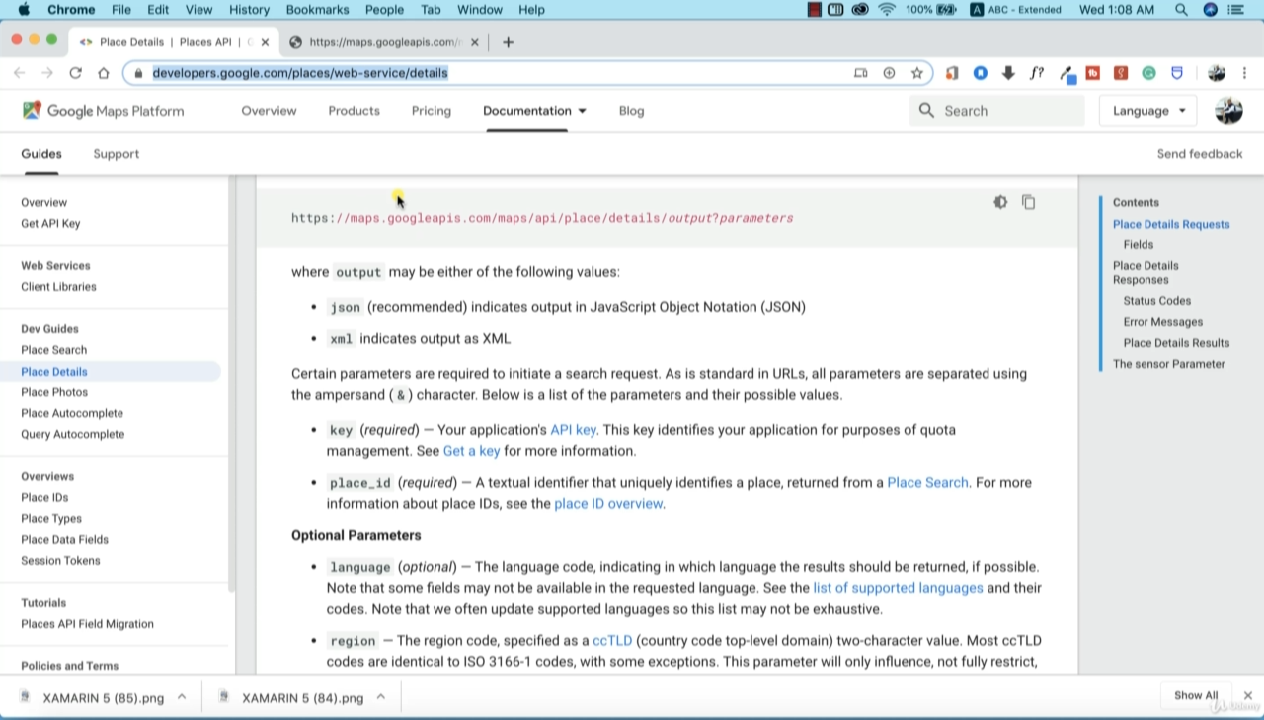 Chrome File Edit View History Bookmarks People Tab Window Help 100% A ABC - Extended Wed 1:08 AM
<> Place Details | Places API | https://maps.googleapis.com/
developers.google.com/places/web-service/details f?
Google Maps Platform Overview Products Pricing Documentation Blog Search Language
Guides Support Send feedback
Overview
Get API Key
Web Services
Client Libraries
Dev Guides
Place Search
Place Details
Place Photos
Place Autocomplete
Query Autocomplete
Overviews
Place IDs
Place Types
Place Data Fields
Session Tokens
Tutorials
Places API Field Migration
Policies and Terms
https://maps.googleapis.com/maps/api/place/details/output?parameters
where output may be either of the following values:
• json (recommended) indicates output in JavaScript Object Notation (JSON)
• xml indicates output as XML
Certain parameters are required to initiate a search request. As is standard in URLs, all parameters are separated using
the ampersand ( & ) character. Below is a list of the parameters and their possible values.
• key (required) — Your application's API key. This key identifies your application for purposes of quota
management. See Get a key for more information.
• place_id (required) — A textual identifier that uniquely identifies a place, returned from a Place Search. For more
information about place IDs, see the place ID overview.
Optional Parameters
• language (optional) — The language code, indicating in which language the results should be returned, if possible.
Note that some fields may not be available in the requested language. See the list of supported languages and their
codes. Note that we often update supported languages so this list may not be exhaustive.
• region — The region code, specified as a ccTLD (country code top-level domain) two-character value. Most ccTLD
codes are identical to ISO 3166-1 codes, with some exceptions. This parameter will only influence, not fully restrict,
Contents
Place Details Requests
Fields
Place Details
Responses
Status Codes
Error Messages
Place Details Results
The sensor Parameter
XAMARIN 5 (85).png XAMARIN 5 (84).png Show All
Udemy